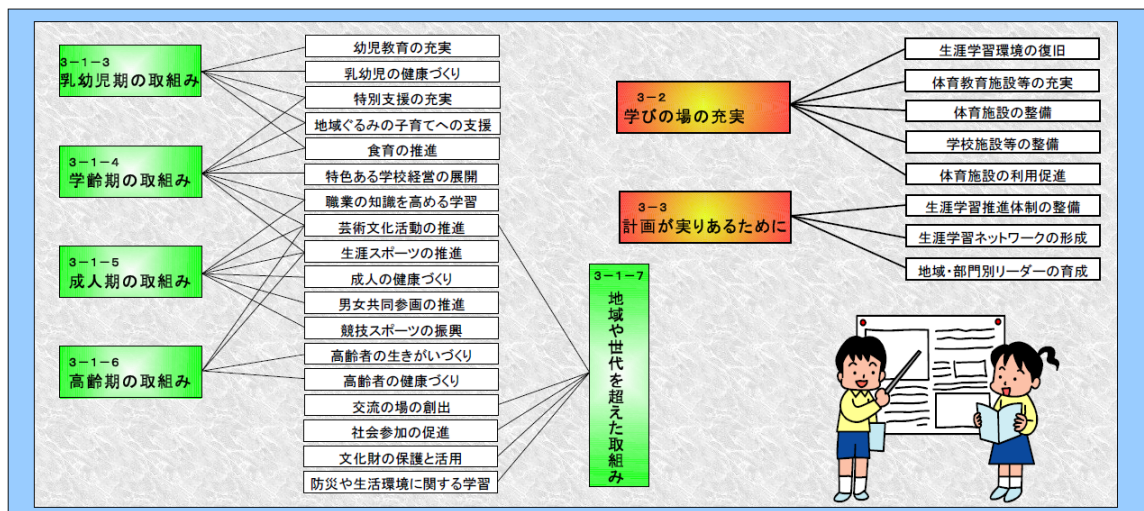 3-1-3
乳幼児期の取組み
3-1-4
学齢期の取組み
3-1-5
成人期の取組み
3-1-6
高齢期の取組み
幼児教育の充実
乳幼児の健康づくり
特別支援の充実
地域ぐるみの子育てへの支援
食育の推進
特色ある学校経営の展開
職業の知識を高める学習
芸術文化活動の推進
生涯スポーツの推進
成人の健康づくり
男女共同参画の推進
競技スポーツの振興
高齢者の生きがいづくり
高齢者の健康づくり
交流の場の創出
社会参加の促進
文化財の保護と活用
防災や生活環境に関する学習
3-1-7
地域や世代を超えた取組み
3-2
学びの場の充実
3-3
計画が実りあるために
生涯学習環境の復旧
体育教育施設等の充実
体育施設の整備
学校施設等の整備
体育施設の利用促進
生涯学習推進体制の整備
生涯学習ネットワークの形成
地域・部門別リーダーの育成